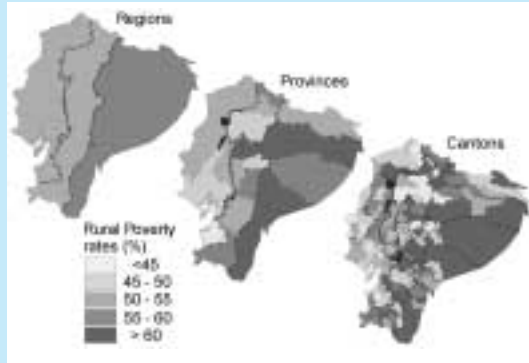 Regions
Provinces
Cantons
Rural Poverty
rates (%)
<45
45 - 50
50 - 55
55 - 60
> 60